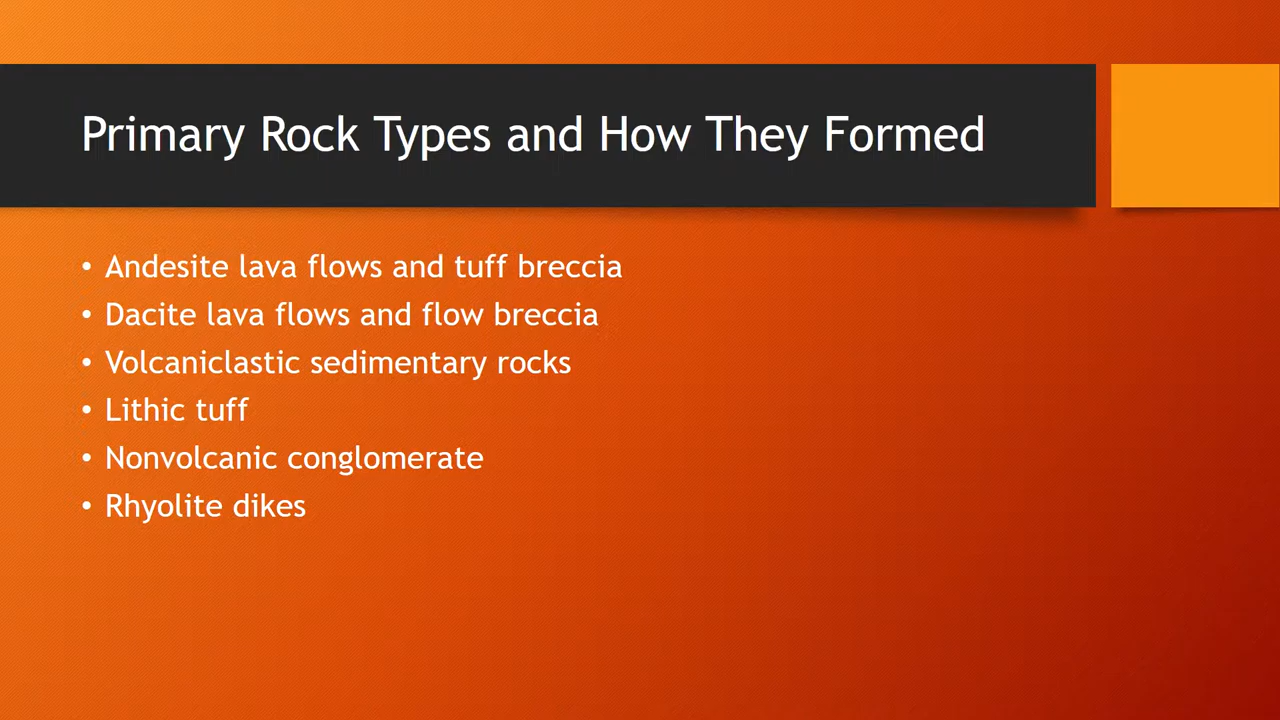 Primary Rock Types and How They Formed
• Andesite lava flows and tuff breccia
• Dacite lava flows and flow breccia
• Volcaniclastic sedimentary rocks
• Lithic tuff
• Nonvolcanic conglomerate
• Rhyolite dikes